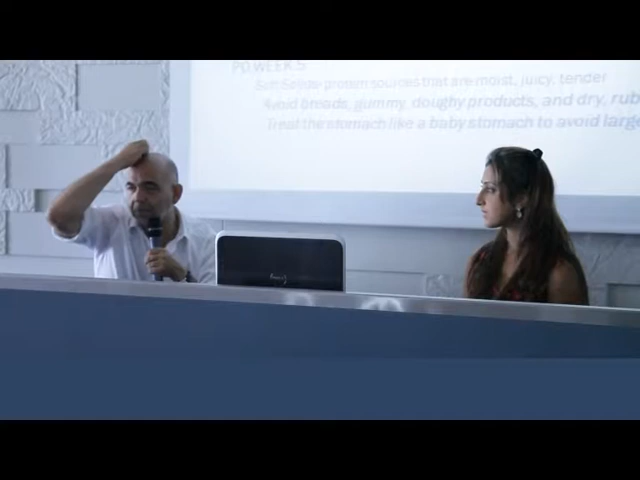 PO WEEK 5
Soft Solids-protein sources that are moist, juicy, tender
Avoid breads, gummy, doughy products, and dry, rub
Treat the stomach like a baby stomach to avoid large